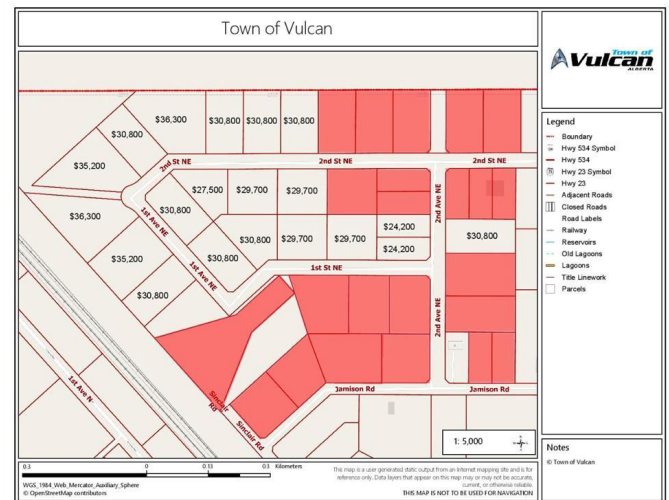 Town of Vulcan
Town of
Vulcan
ALBERTA
$36,300
$30,800
$30,800
$30,800
$30,800
$35,200
2nd St NE
2nd St NE
2nd St NE
$36,300
$27,500
$29,700
$29,700
$30,800
1st Ave NE
2nd Ave NE
$24,200
$30,800
$29,700
$29,700
$24,200
$30,800
$35,200
$30,800
1st Ave NE
1st St NE
$30,800
2nd Ave NE
1st Ave N
Sinclair Rd
Sinclair Rd
Jamison Rd
Jamison Rd
1: 5,000
Legend
Boundary
Hwy 534 Symbol
Hwy 534
Hwy 23 Symbol
Hwy 23
Adjacent Roads
Closed Roads
Road Labels
Railway
Reservoirs
Old Lagoons
Lagoons
Title Linework
Parcels
Notes
© Town of Vulcan
0.3 0 0.13 0.3 Kilometers
WGS_1984_Web_Mercator_Auxiliary_Sphere
© OpenStreetMap contributors
This map is a user generated static output from an Internet mapping site and is for
reference only. Data layers that appear on this map may or may not be accurate,
current, or otherwise reliable.
THIS MAP IS NOT TO BE USED FOR NAVIGATION